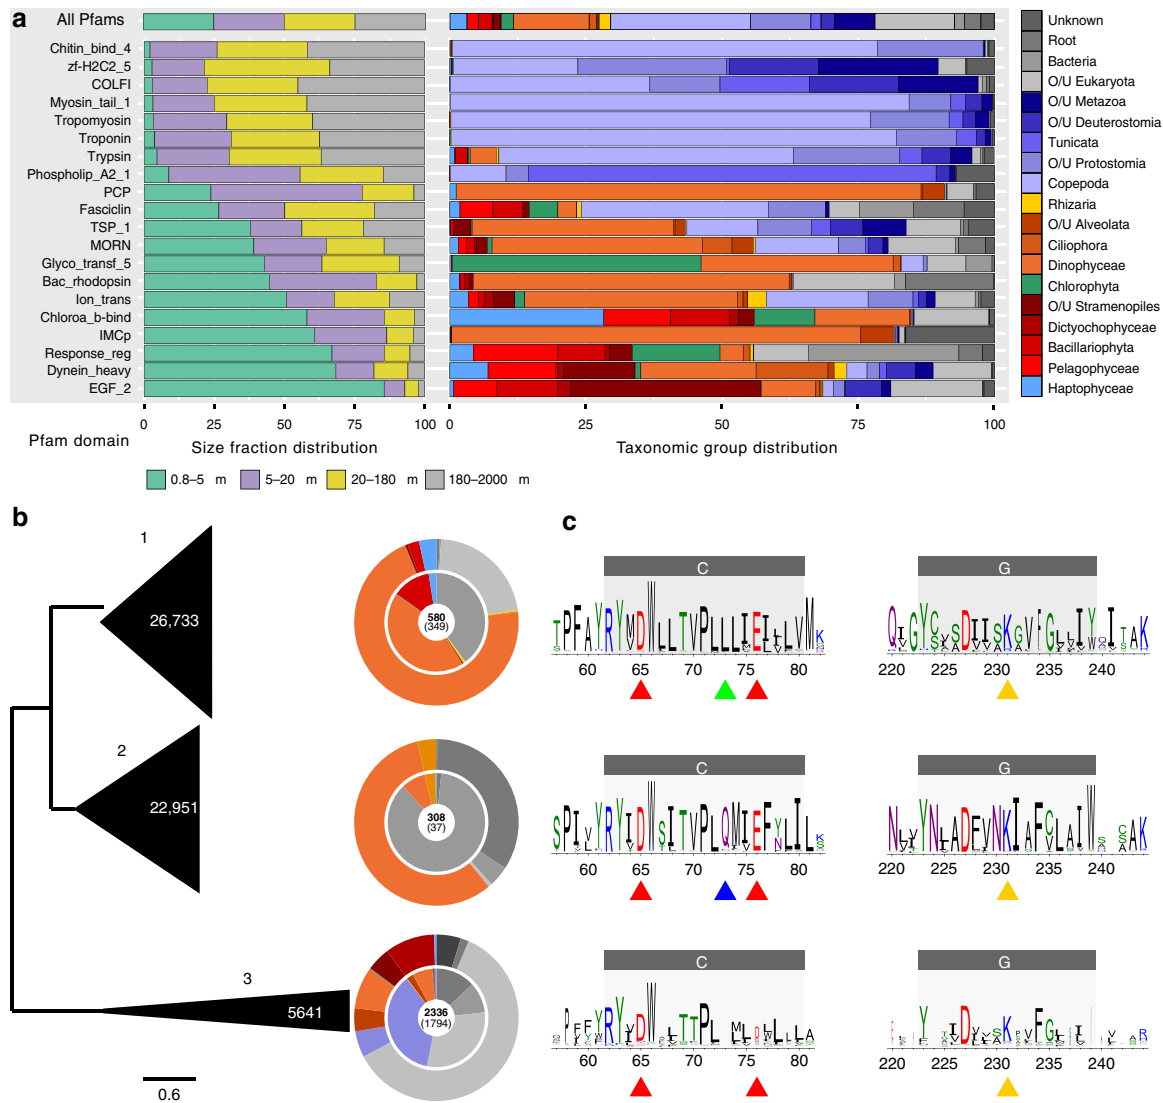 a
All Pfams
Chitin_bind_4
zf-H2C2_5
COLFI
Myosin_tail_1
Tropomyosin
Troponin
Trypsin
Phospholip_A2_1
PCP
Fasciclin
TSP_1
MORN
Glyco_transf_5
Bac_rhodopsin
Ion_trans
Chloroa_b-bind
IMCp
Response_reg
Dynein_heavy
EGF_2
0 25 50 75 100
0 25 50 75 100
Pfam domain
Size fraction distribution
Taxonomic group distribution
0.8–5 m
5–20 m
20–180 m
180–2000 m
Unknown
Root
Bacteria
O/U Eukaryota
O/U Metazoa
O/U Deuterostomia
Tunicata
O/U Protostomia
Copepoda
Rhizaria
O/U Alveolata
Ciliophora
Dinophyceae
Chlorophyta
O/U Stramenopiles
Dictyochophyceae
Bacillariophyta
Pelagophyceae
Haptophyceae
b
1
26,733
580
(349)
2
22,951
308
(37)
3
5641
2336
(1794)
0.6
c
C
G
60 65 70 75 80
220 225 230 235 240
C
G
60 65 70 75 80
220 225 230 235 240
C
G
60 65 70 75 80
220 225 230 235 240